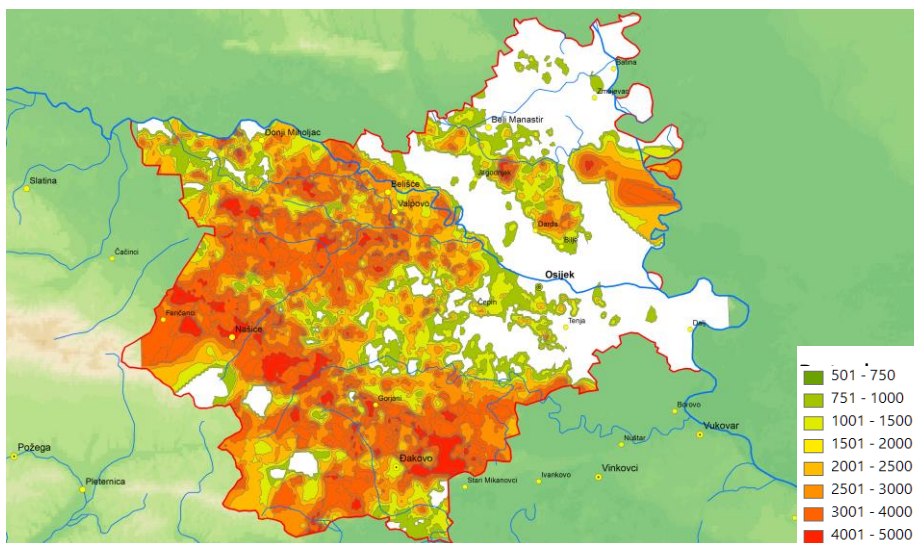 Batina
Zmajevac
Beli Manastir
Donji Miholjac
Jagodnjak
Slatina
Belišće
Valpovo
Darda
Bilje
Čačinci
Osijek
Čepin
Feričanci
Tenja
Dalj
Našice
Gorjani
Borovo
Vukovar
Nuštar
Požega
Đakovo
Pleternica
Stari Mikanovci
Ivankovo
Vinkovci
501 - 750
751 - 1000
1001 - 1500
1501 - 2000
2001 - 2500
2501 - 3000
3001 - 4000
4001 - 5000